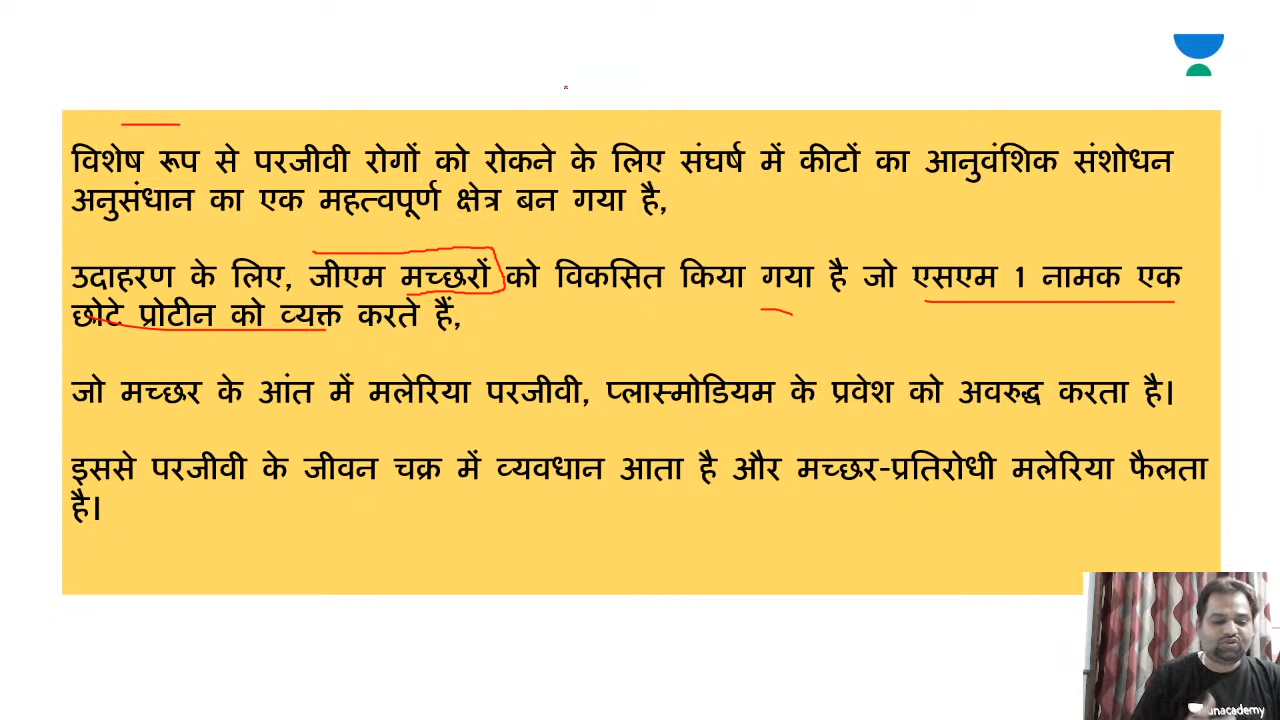 विशेष रूप से परजीवी रोगों को रोकने के लिए संघर्ष में कीटों का आनुवंशिक संशोधन
अनुसंधान का एक महत्वपूर्ण क्षेत्र बन गया है,
उदाहरण के लिए, जीएम मच्छरों को विकसित किया गया है जो एसएम 1 नामक एक
छोटे प्रोटीन को व्यक्त करते हैं,
जो मच्छर के आंत में मलेरिया परजीवी, प्लास्मोडियम के प्रवेश को अवरुद्ध करता है।
इससे परजीवी के जीवन चक्र में व्यवधान आता है और मच्छर-प्रतिरोधी मलेरिया फैलता
है।
unacademy